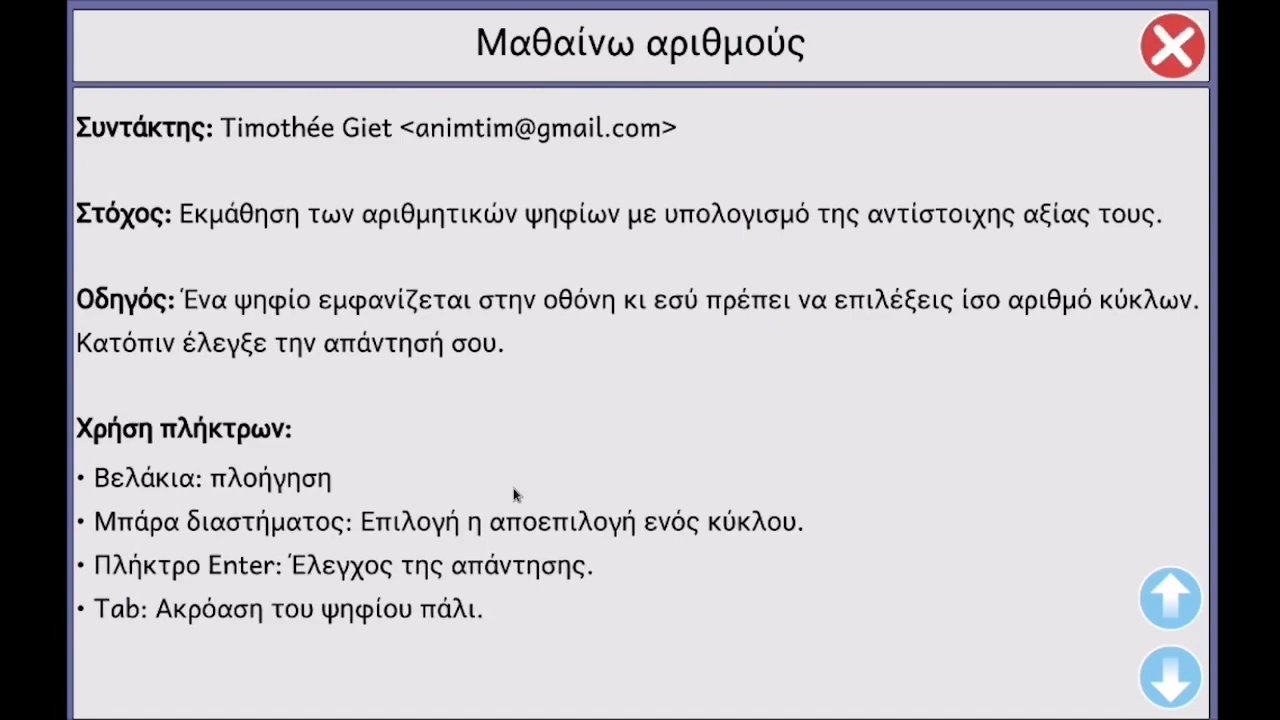 Μαθαίνω αριθμούς
Συντάκτης: Timothée Giet <animtim@gmail.com>
Στόχος: Εκμάθηση των αριθμητικών ψηφίων με υπολογισμό της αντίστοιχης αξίας τους.
Οδηγός: Ένα ψηφίο εμφανίζεται στην οθόνη κι εσύ πρέπει να επιλέξεις ίσο αριθμό κύκλων.
Κατόπιν έλεγξε την απάντησή σου.
Χρήση πλήκτρων:
• Βελάκια: πλοήγηση
• Μπάρα διαστήματος: Επιλογή η αποεπιλογή ενός κύκλου.
• Πλήκτρο Enter: Έλεγχος της απάντησης.
• Tab: Ακρόαση του ψηφίου πάλι.